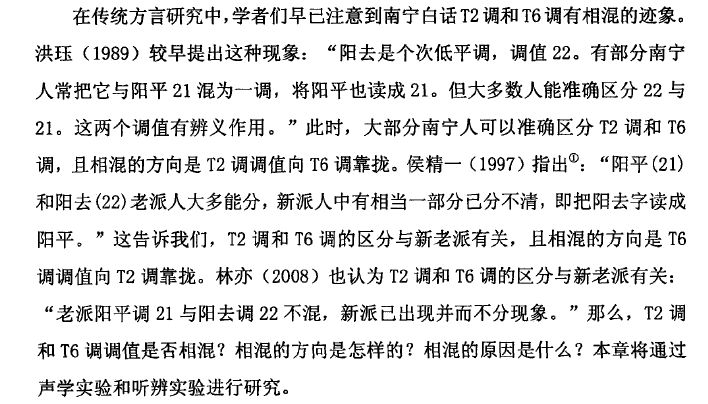 在传统方言研究中，学者们早已注意到南宁白话 T2 调和 T6 调有相混的迹象。
洪珏（1989）较早提出这种现象：“阳去是个次低平调，调值 22。有部分南宁
人常把它与阳平 21 混为一调，将阳平也读成 21。但大多数人能准确区分 22 与
21。这两个调值有辨义作用。”此时，大部分南宁人可以准确区分 T2 调和 T6
调，且相混的方向是 T2 调调值向 T6 调靠拢。侯精一（1997）指出①：“阳平(21)
和阳去(22)老派人大多能分，新派人中有相当一部分已分不清，即把阳去字读成
阳平。”这告诉我们，T2 调和 T6 调的区分与新老派有关，且相混的方向是 T6
调调值向 T2 调靠拢。林亦（2008）也认为 T2 调和 T6 调的区分与新老派有关：
“老派阳平调 21 与阳去调 22 不混，新派已出现并而不分现象。”那么，T2 调
和 T6 调调值是否相混？相混的方向是怎样的？相混的原因是什么？本章将通过
声学实验和听辨实验进行研究。